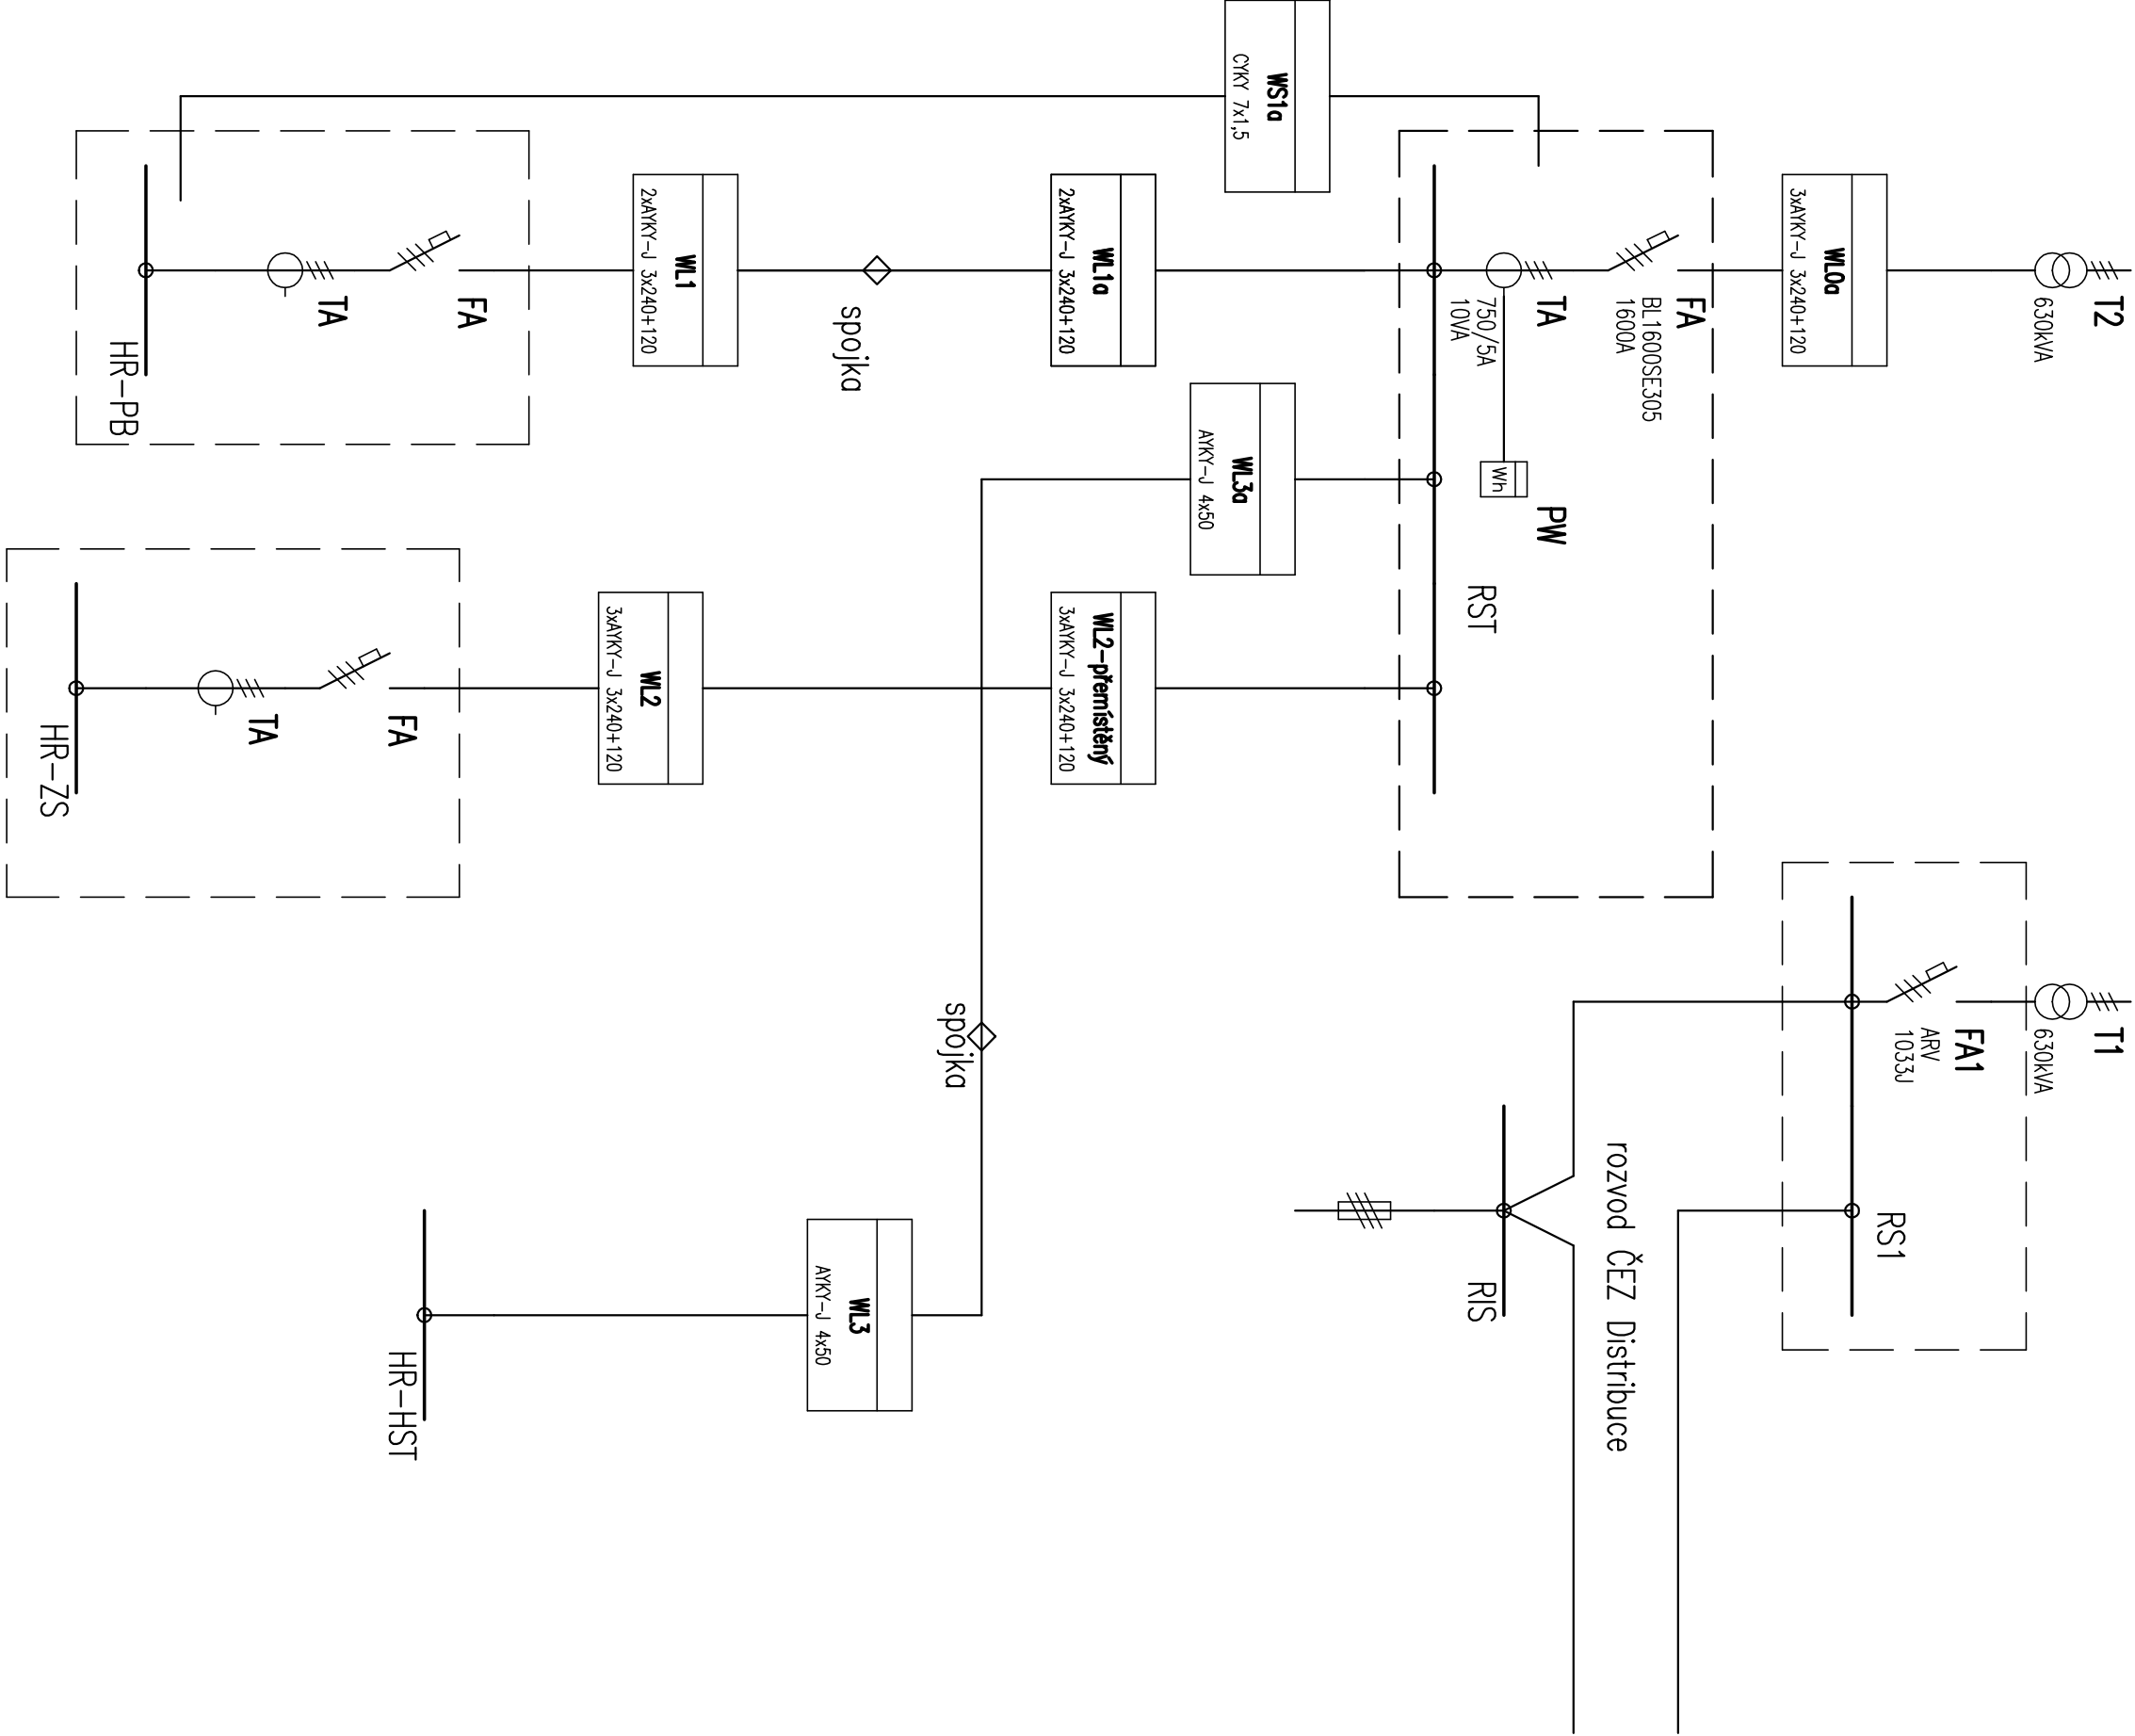 T2
630kVA
WL0a
3xAYKY-J 3x240+120
FA
BL1600SE305
1600A
TA
750/5A
10VA
Wh
PW
RST
WS1a
CYKY 7x1,5
WL1a
2xAYKY-J 3x240+120
spojka
WL1
2xAYKY-J 3x240+120
FA
TA
HR-PB
WL3a
AYKY-J 4x50
WL2-přemístěný
3xAYKY-J 3x240+120
WL2
3xAYKY-J 3x240+120
FA
TA
HR-ZS
T1
630kVA
FA1
ARV
1033J
RS1
rozvod ČEZ Distribuce
RIS
spojka
WL3
AYKY-J 4x50
HR-HST